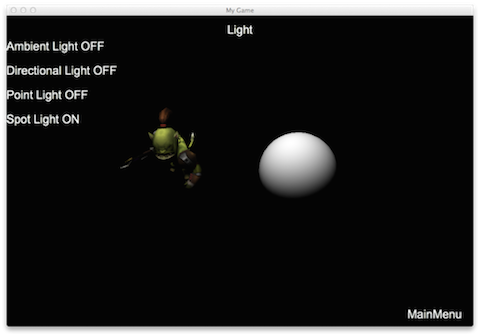 My Game
Light
Ambient Light OFF
Directional Light OFF
Point Light OFF
Spot Light ON
MainMenu